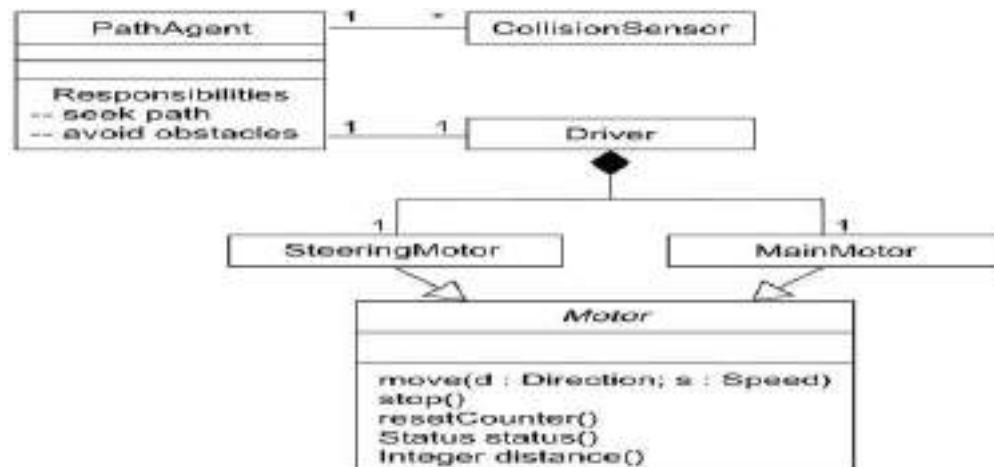 PathAgent 1 * CollisionSensor
Responsibilities
-- seek path
-- avoid obstacles 1 1 Driver
1 1
SteeringMotor MainMotor
Motor
move(d : Direction; s : Speed)
stop()
resetCounter()
Status status()
Integer distance()